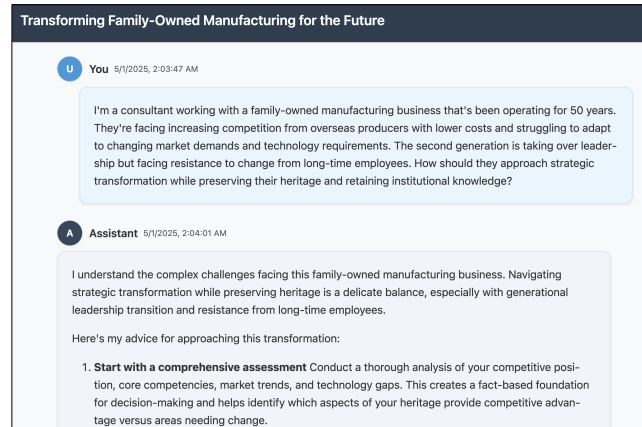 Transforming Family-Owned Manufacturing for the Future
U You 5/1/2025, 2:03:47 AM
I'm a consultant working with a family-owned manufacturing business that's been operating for 50 years.
They're facing increasing competition from overseas producers with lower costs and struggling to adapt
to changing market demands and technology requirements. The second generation is taking over leader-
ship but facing resistance to change from long-time employees. How should they approach strategic
transformation while preserving their heritage and retaining institutional knowledge?
A Assistant 5/1/2025, 2:04:01 AM
I understand the complex challenges facing this family-owned manufacturing business. Navigating
strategic transformation while preserving heritage is a delicate balance, especially with generational
leadership transition and resistance from long-time employees.
Here's my advice for approaching this transformation:
1. Start with a comprehensive assessment Conduct a thorough analysis of your competitive posi-
tion, core competencies, market trends, and technology gaps. This creates a fact-based foundation
for decision-making and helps identify which aspects of your heritage provide competitive advan-
tage versus areas needing change.